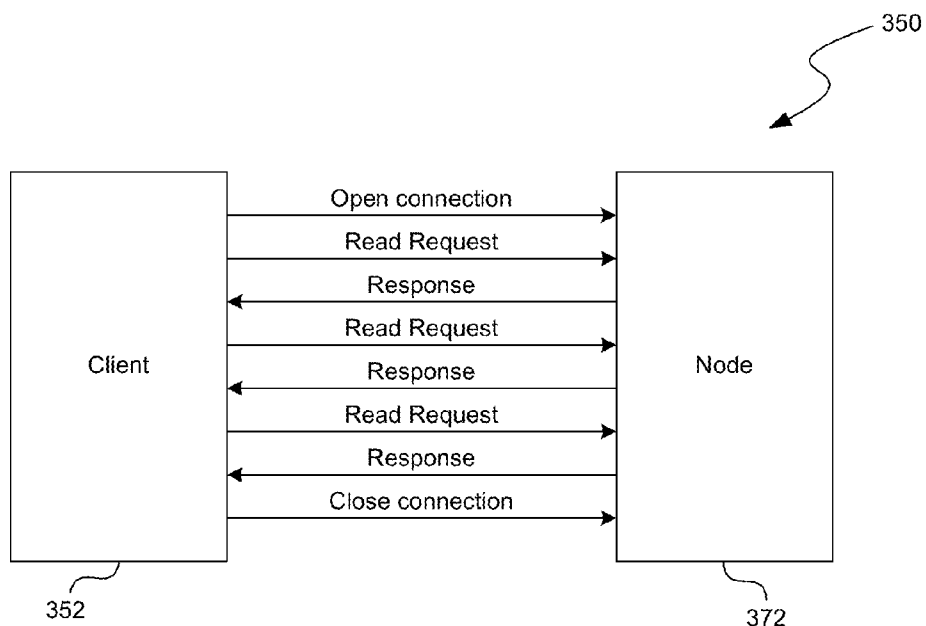 350
Open connection
Read Request
Response
Read Request
Client
Node
Response
Read Request
Response
Close connection
352
372